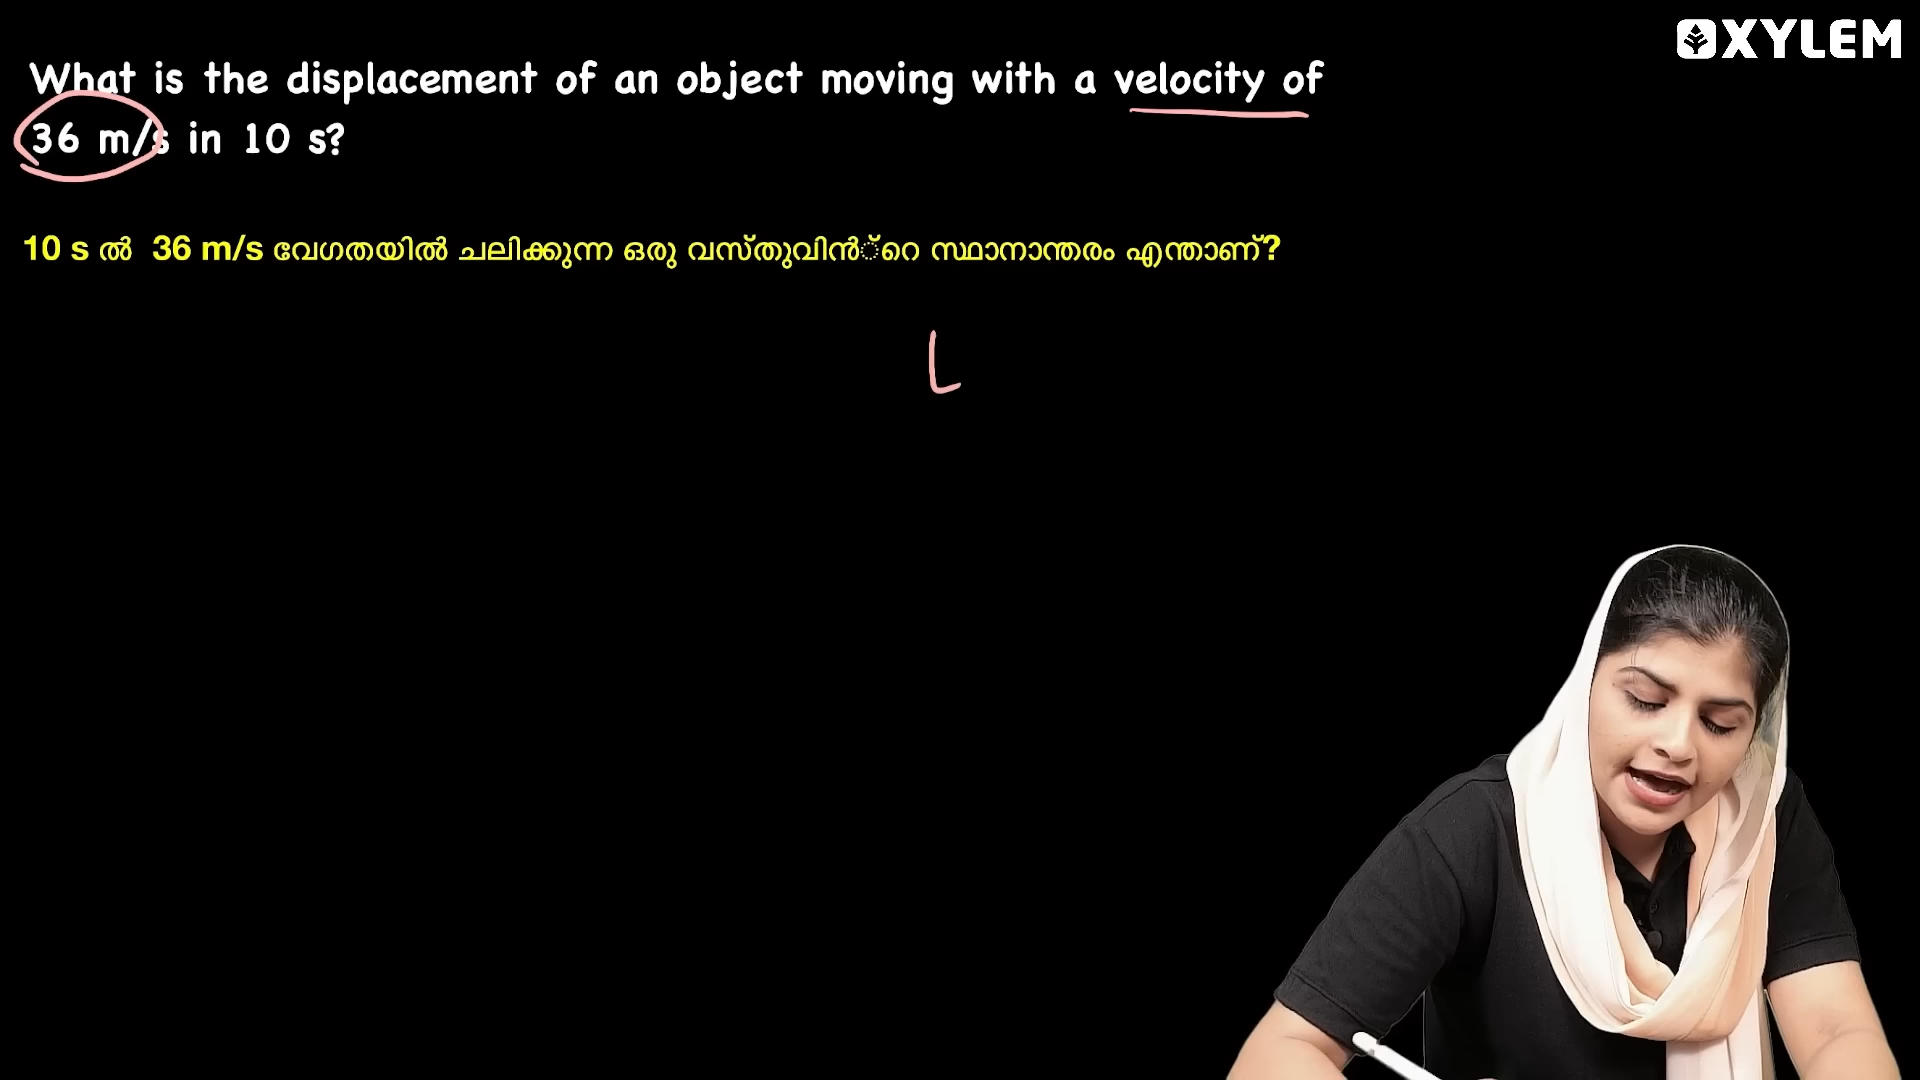 XYLEM
What is the displacement of an object moving with a velocity of
36 m/s in 10 s?
10 s ൽ 36 m/s വേഗതയിൽ ചലിക്കുന്ന ഒരു വസ്തുവിൻ്റെ സ്ഥാനാന്തരം എന്താണ്?
L